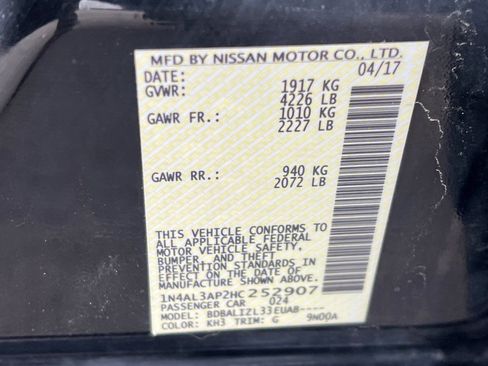 MFD BY NISSAN MOTOR CO., LTD.
DATE: 04/17
GVWR: 1917 KG
4226 LB
GAWR FR.: 1010 KG
2227 LB
GAWR RR.: 940 KG
2072 LB
THIS VEHICLE CONFORMS TO
ALL APPLICABLE FEDERAL
MOTOR VEHICLE SAFETY,
BUMPER, AND THEFT
PREVENTION STANDARDS
IN EFFECT ON THE DATE OF
MANUFACTURE SHOWN ABOVE.
1N4AL3AP2HC252907
PASSENGER CAR 024
MODEL: BDBALIZL33EUAB----
COLOR: KH3 TRIM: G 9N00A